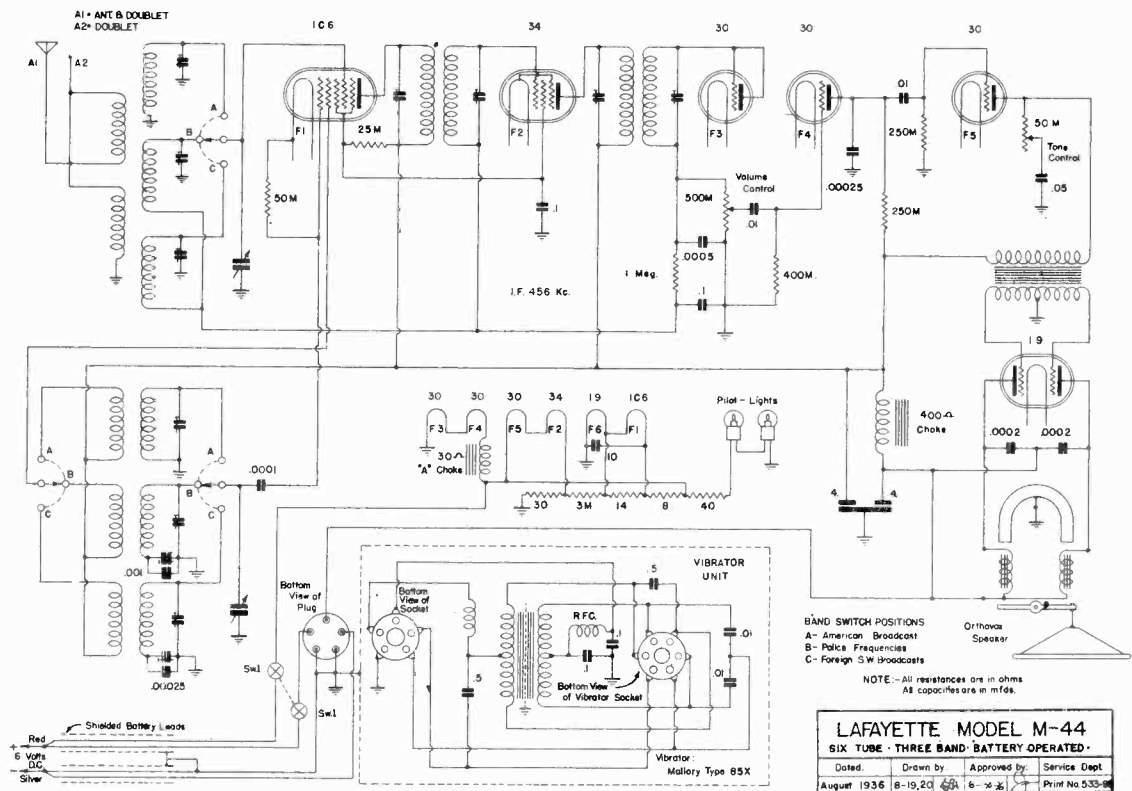 A1 = ANT. & DOUBLET
A2 = DOUBLET
1C6
34
30
30
30
A1
A2
A
B
C
F1
25M
50M
F2
.1
I.F. 456 Kc.
F3
Volume
Control
500M
.01
.0005
1 Meg.
.1
400M.
F4
.00025
.01
250M
250M
F5
50 M
Tone
Control
.05
19
400Ω
Choke
.0002
.0002
A
B
C
A
B
C
.0001
.001
.00025
30
30
30
34
19
1C6
F3
F4
F5
F2
F6
F1
10
30Ω
"A" Choke
30
3M
14
8
40
Pilot - Lights
4.
4.
VIBRATOR
UNIT
Bottom
View of
Plug
Bottom
View of
Socket
.5
.5
R.F.C.
.1
.1
.01
.01
Bottom View
of Vibrator Socket
Vibrator:
Mallory Type 85X
Sw.1
Sw.1
Shielded Battery Leads
+ Red
6 Volts
D.C.
- Silver
Orthovox
Speaker
BAND SWITCH POSITIONS
A- American Broadcast
B- Police Frequencies
C- Foreign S.W. Broadcasts
NOTE:- All resistances are in ohms
All capacities are in mfds.
LAFAYETTE MODEL M-44
SIX TUBE · THREE BAND · BATTERY OPERATED ·
Dated. Drawn by Approved by: Service Dept.
August 1936 8-19,20 Print No.